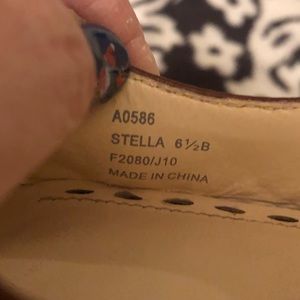 A0586
STELLA 6½B
F2080/J10
MADE IN CHINA